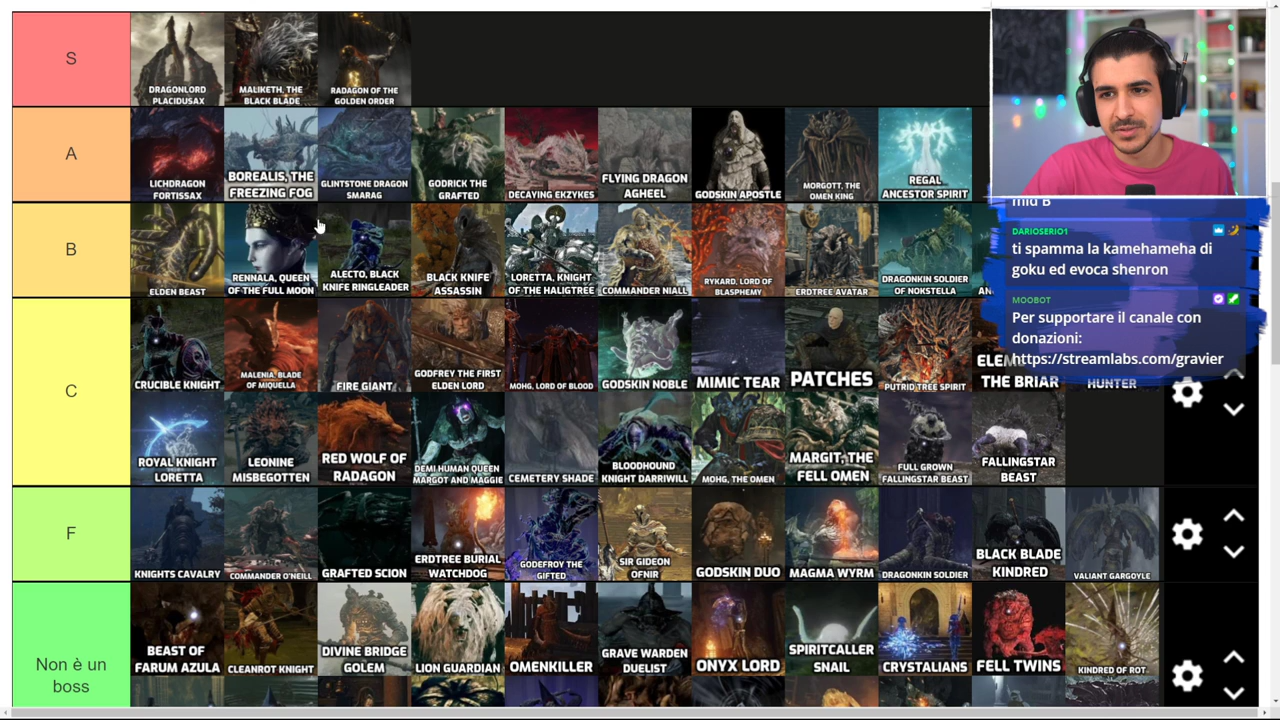 S
DRAGONLORD
PLACIDUSAX
MALIKETH, THE
BLACK BLADE
RADAGON OF THE
GOLDEN ORDER
A
LICHDRAGON
FORTISSAX
BOREALIS, THE
FREEZING FOG
GLINTSTONE DRAGON
SMARAG
GODRICK THE
GRAFTED
DECAYING EKZYKES
FLYING DRAGON
AGHEEL
GODSKIN APOSTLE
MORGOTT, THE
OMEN KING
REGAL
ANCESTOR SPIRIT
B
ELDEN BEAST
RENNALA, QUEEN
OF THE FULL MOON
ALECTO, BLACK
KNIFE RINGLEADER
BLACK KNIFE
ASSASSIN
LORETTA, KNIGHT
OF THE HALIGTREE
COMMANDER NIALL
RYKARD, LORD OF
BLASPHEMY
ERDTREE AVATAR
DRAGONKIN SOLDIER
OF NOKSTELLA
mid B
DARIOSERIO1
ti spamma la kamehameha di
goku ed evoca shenron
MOOBOT
Per supportare il canale con
donazioni:
https://streamlabs.com/gravier
C
CRUCIBLE KNIGHT
MALENIA, BLADE
OF MIQUELLA
FIRE GIANT
GODFREY THE FIRST
ELDEN LORD
MOHG, LORD OF BLOOD
GODSKIN NOBLE
MIMIC TEAR
PATCHES
PUTRID TREE SPIRIT
THE BRIAR
HUNTER
ROYAL KNIGHT
LORETTA
LEONINE
MISBEGOTTEN
RED WOLF OF
RADAGON
DEMI HUMAN QUEEN
MARGOT AND MAGGIE
CEMETERY SHADE
BLOODHOUND
KNIGHT DARRIWILL
MOHG, THE OMEN
MARGIT, THE
FELL OMEN
FULL GROWN
FALLINGSTAR BEAST
FALLINGSTAR
BEAST
F
KNIGHTS CAVALRY
COMMANDER O'NEILL
GRAFTED SCION
ERDTREE BURIAL
WATCHDOG
GODEFROY THE
GIFTED
SIR GIDEON
OFNIR
GODSKIN DUO
MAGMA WYRM
DRAGONKIN SOLDIER
BLACK BLADE
KINDRED
VALIANT GARGOYLE
Non è un
boss
BEAST OF
FARUM AZULA
CLEANROT KNIGHT
DIVINE BRIDGE
GOLEM
LION GUARDIAN
OMENKILLER
GRAVE WARDEN
DUELIST
ONYX LORD
SPIRITCALLER
SNAIL
CRYSTALIANS
FELL TWINS
KINDRED OF ROT